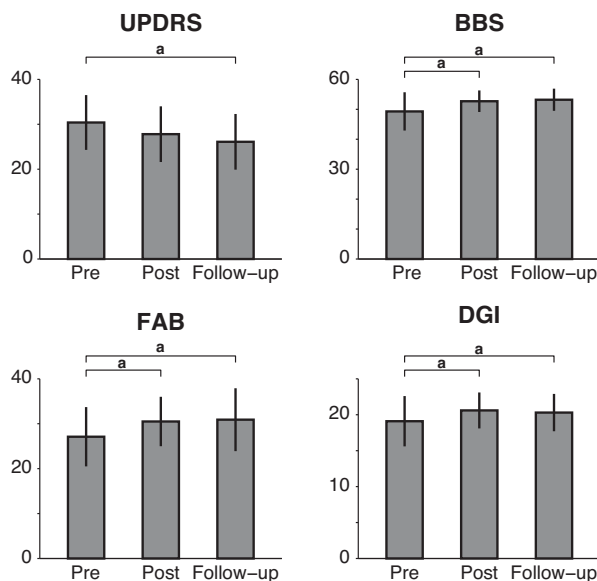 UPDRS
a
40
20
0
Pre Post Follow–up
BBS
a
a
60
30
0
Pre Post Follow–up
FAB
a
a
40
20
0
Pre Post Follow–up
DGI
a
a
20
10
0
Pre Post Follow–up